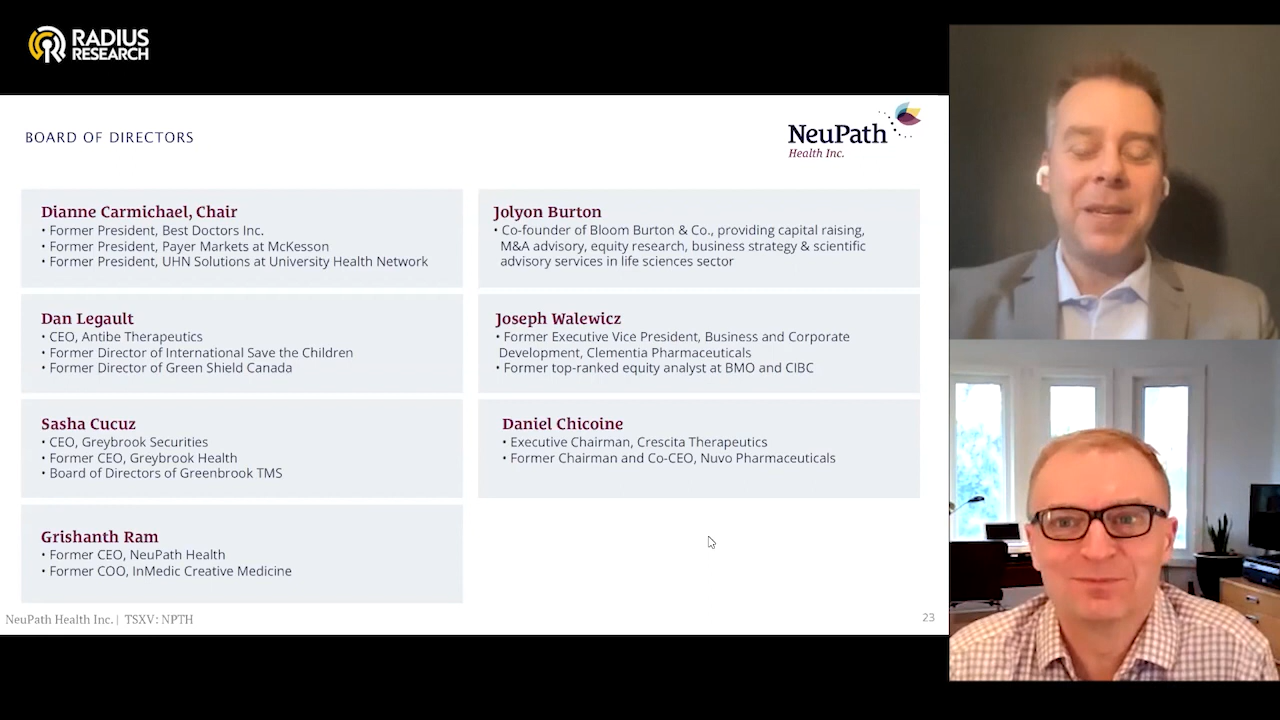 RADIUS
RESEARCH
BOARD OF DIRECTORS
NeuPath
Health Inc.
Dianne Carmichael, Chair
• Former President, Best Doctors Inc.
• Former President, Payer Markets at McKesson
• Former President, UHN Solutions at University Health Network
Jolyon Burton
• Co-founder of Bloom Burton & Co., providing capital raising,
M&A advisory, equity research, business strategy & scientific
advisory services in life sciences sector
Dan Legault
• CEO, Antibe Therapeutics
• Former Director of International Save the Children
• Former Director of Green Shield Canada
Joseph Walewicz
• Former Executive Vice President, Business and Corporate
Development, Clementia Pharmaceuticals
• Former top-ranked equity analyst at BMO and CIBC
Sasha Cucuz
• CEO, Greybrook Securities
• Former CEO, Greybrook Health
• Board of Directors of Greenbrook TMS
Daniel Chicoine
• Executive Chairman, Crescita Therapeutics
• Former Chairman and Co-CEO, Nuvo Pharmaceuticals
Grishanth Ram
• Former CEO, NeuPath Health
• Former COO, InMedic Creative Medicine
NeuPath Health Inc. | TSXV: NPTH
23